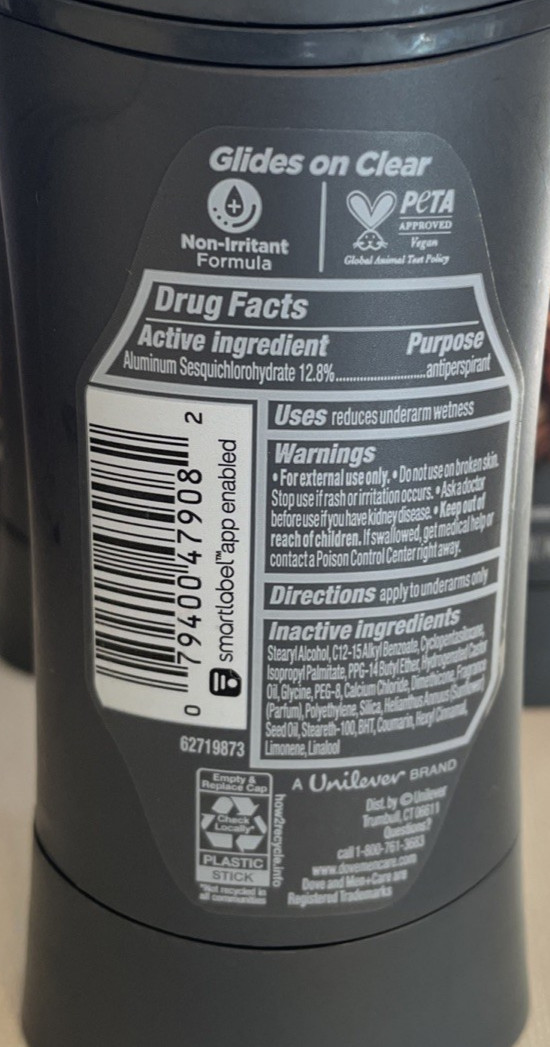 Glides on Clear
Non-Irritant
Formula
PETA
APPROVED
Vegan
Global Animal Test Policy
Drug Facts
Active ingredient Purpose
Aluminum Sesquichlorohydrate 12.8%..........................antiperspirant
Uses reduces underarm wetness
Warnings
• For external use only. • Do not use on broken skin.
Stop use if rash or irritation occurs. • Ask a doctor
before use if you have kidney disease. • Keep out of
reach of children. If swallowed, get medical help or
contact a Poison Control Center right away.
Directions apply to underarms only
Inactive ingredients
Stearyl Alcohol, C12-15 Alkyl Benzoate, Cyclopentasiloxane,
Isopropyl Palmitate, PPG-14 Butyl Ether, Hydrogenated Castor
Oil, Glycine, PEG-8, Calcium Chloride, Dimethicone, Fragrance
(Parfum), Polyethylene, Silica, Helianthus Annuus (Sunflower)
Seed Oil, Steareth-100, BHT, Coumarin, Hexyl Cinnamal,
Limonene, Linalool
0 79400 47908 2
smartlabel™ app enabled
62719873
A Unilever BRAND
Empty &
Replace Cap
Check
Locally*
PLASTIC
STICK
*Not recycled in
all communities
how2recycle.info
Dist. by © Unilever
Trumbull, CT 06611
Questions?
call 1-800-761-3683
www.dovemencare.com
Dove and Men+Care are
Registered Trademarks